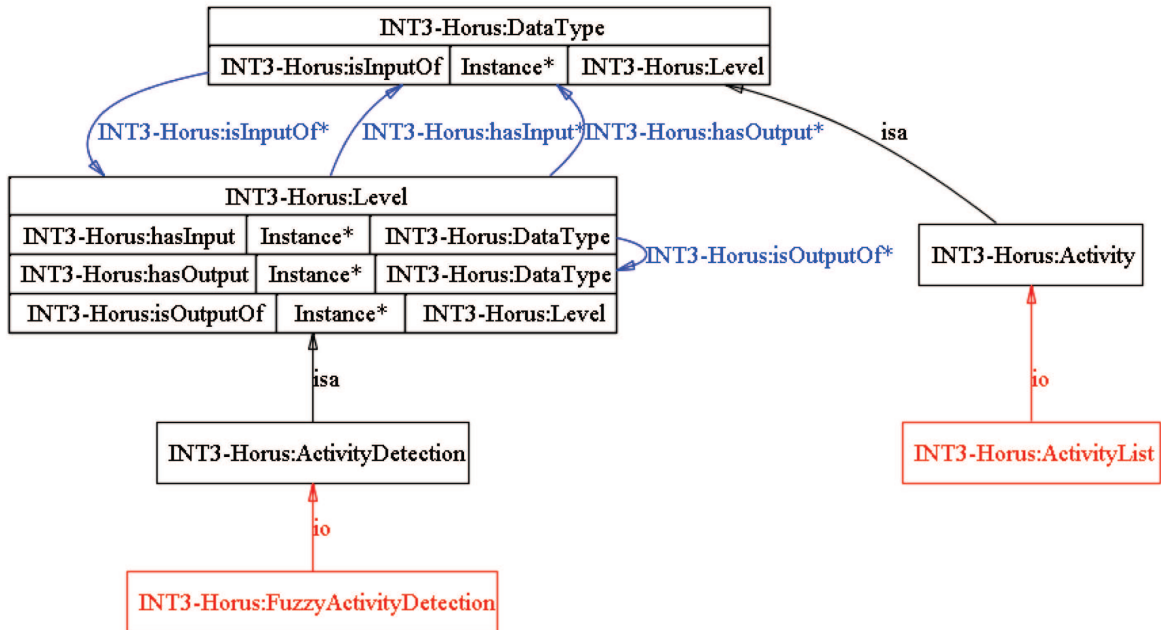 INT3-Horus:DataType
INT3-Horus:isInputOf Instance* INT3-Horus:Level
INT3-Horus:isInputOf* INT3-Horus:hasInput* INT3-Horus:hasOutput*
isa
INT3-Horus:Level
INT3-Horus:hasInput Instance* INT3-Horus:DataType
INT3-Horus:isOutputOf*
INT3-Horus:Activity
INT3-Horus:hasOutput Instance* INT3-Horus:DataType
INT3-Horus:isOutputOf Instance* INT3-Horus:Level
isa
io
INT3-Horus:ActivityDetection
INT3-Horus:ActivityList
io
INT3-Horus:FuzzyActivityDetection